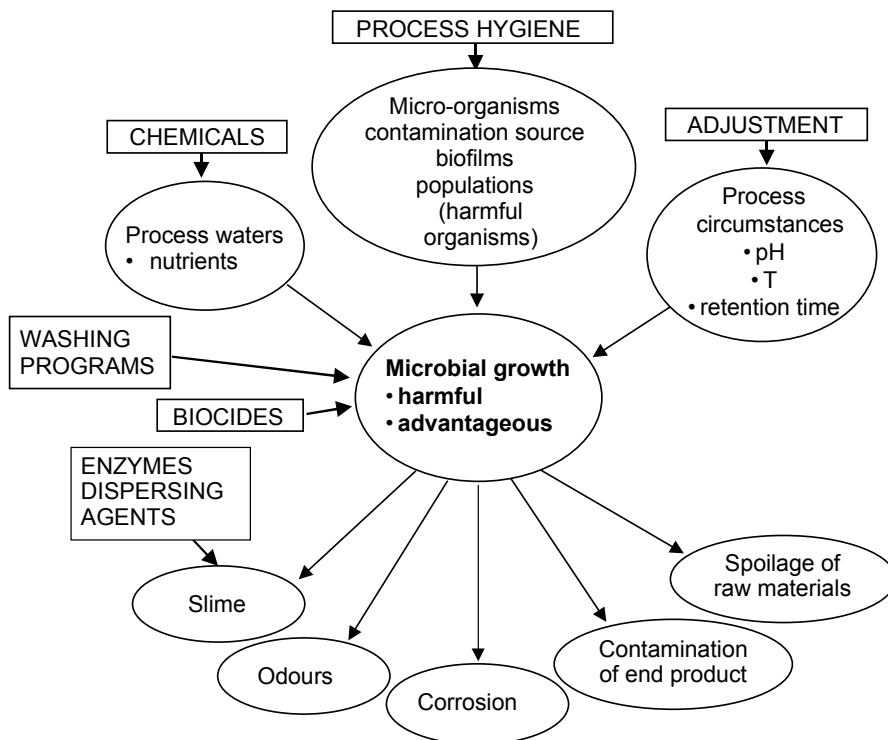 PROCESS HYGIENE
Micro-organisms
contamination source
biofilms
populations
(harmful
organisms)
CHEMICALS
Process waters
• nutrients
ADJUSTMENT
Process
circumstances
• pH
• T
• retention time
WASHING
PROGRAMS
BIOCIDES
Microbial growth
• harmful
• advantageous
ENZYMES
DISPERSING
AGENTS
Slime
Odours
Corrosion
Contamination
of end product
Spoilage of
raw materials